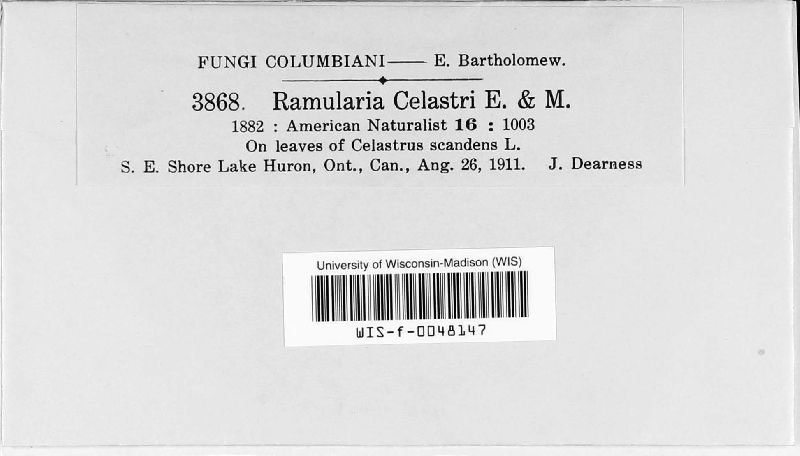 FUNGI COLUMBIANI—— E. Bartholomew.
3868. Ramularia Celastri E. & M.
1882 : American Naturalist 16 : 1003
On leaves of Celastrus scandens L.
S. E. Shore Lake Huron, Ont., Can., Ang. 26, 1911. J. Dearness
University of Wisconsin-Madison (WIS)
WIS-f-0048147